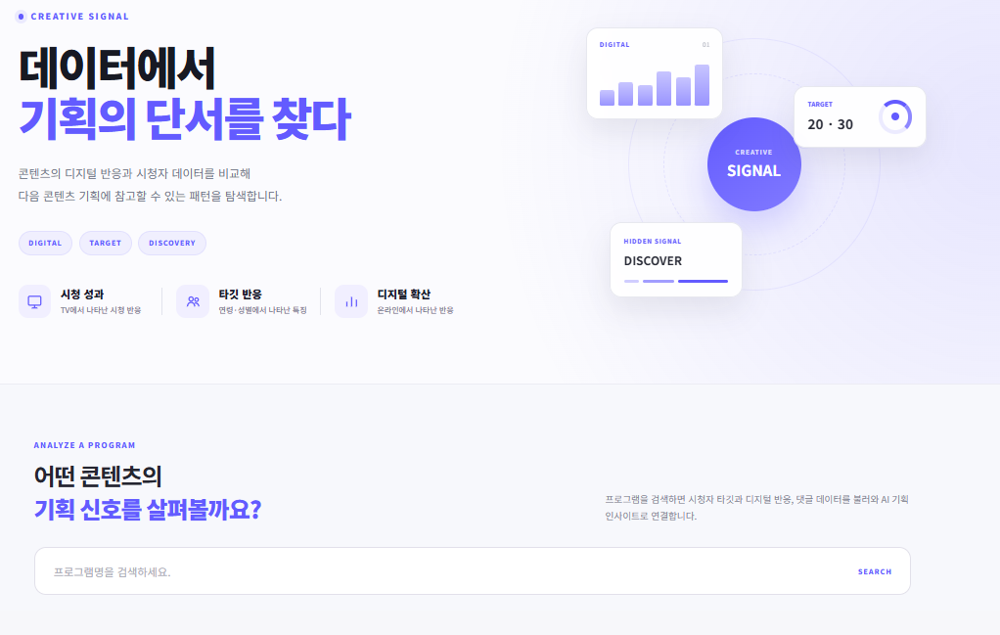 CREATIVE SIGNAL
데이터에서
기획의 단서를 찾다
콘텐츠의 디지털 반응과 시청자 데이터를 비교해
다음 콘텐츠 기획에 참고할 수 있는 패턴을 탐색합니다.
DIGITAL
TARGET
DISCOVERY
시청 성과
TV에서 나타난 시청 반응
타깃 반응
연령·성별에서 나타난 특징
디지털 확산
온라인에서 나타난 반응
DIGITAL
01
TARGET
20 · 30
CREATIVE
SIGNAL
HIDDEN SIGNAL
DISCOVER
ANALYZE A PROGRAM
어떤 콘텐츠의
기획 신호를 살펴볼까요?
프로그램을 검색하면 시청자 타깃과 디지털 반응, 댓글 데이터를 불러와 AI 기획
인사이트로 연결합니다.
프로그램명을 검색하세요.
SEARCH